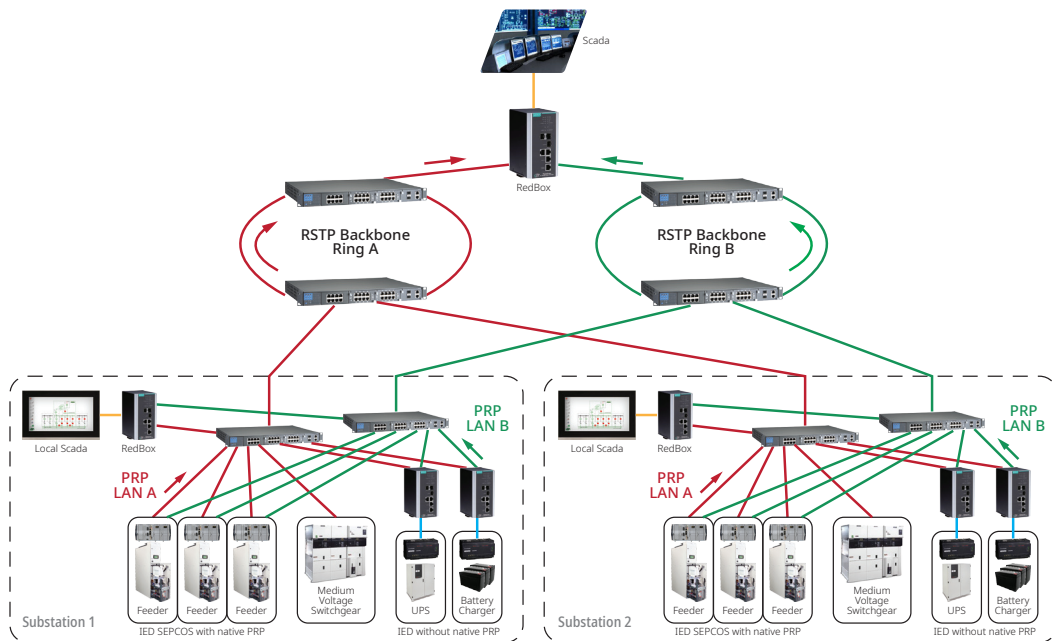 Scada
RedBox
RSTP Backbone
Ring A
RSTP Backbone
Ring B
Local Scada
RedBox
PRP
LAN B
PRP
LAN A
Feeder
Feeder
Feeder
Medium
Voltage
Switchgear
UPS
Battery
Charger
Substation 1
IED SEPCOS with native PRP
IED without native PRP
Local Scada
RedBox
PRP
LAN B
PRP
LAN A
Feeder
Feeder
Feeder
Medium
Voltage
Switchgear
UPS
Battery
Charger
Substation 2
IED SEPCOS with native PRP
IED without native PRP